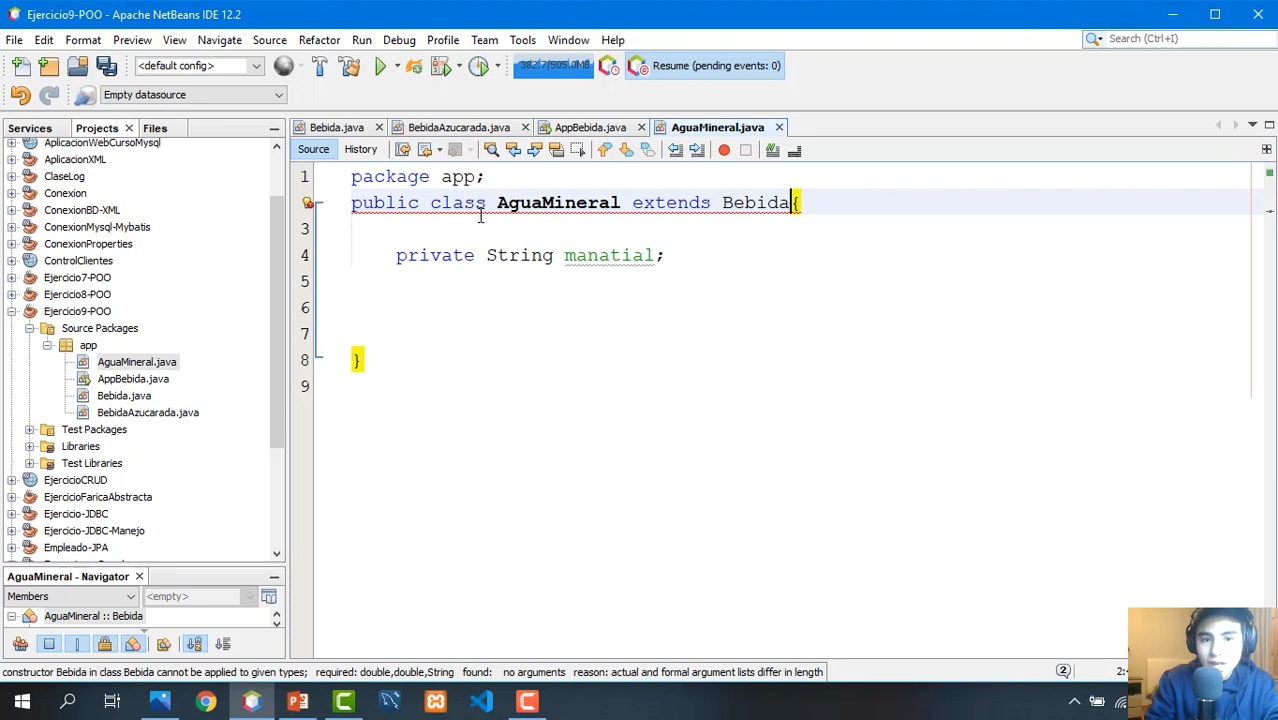 Ejercicio9-POO - Apache NetBeans IDE 12.2
File Edit Format Preview View Navigate Source Refactor Run Debug Profile Team Tools Window Help
Search (Ctrl+I)
<default config>
382.7/505.0MB
Resume (pending events: 0)
Empty datasource
Services Projects Files
AplicacionWebCursoMysql
AplicacionXML
ClaseLog
Conexion
ConexionBD-XML
ConexionMysql-Mybatis
ConexionProperties
ControlClientes
Ejercicio7-POO
Ejercicio8-POO
Ejercicio9-POO
Source Packages
app
AguaMineral.java
AppBebida.java
Bebida.java
BebidaAzucarada.java
Test Packages
Libraries
Test Libraries
EjercicioCRUD
EjercicioFaricaAbstracta
Ejercicio-JDBC
Ejercicio-JDBC-Manejo
Empleado-JPA
AguaMineral - Navigator
Members <empty>
AguaMineral :: Bebida
Bebida.java BebidaAzucarada.java AppBebida.java AguaMineral.java
Source History
1 package app;
2 public class AguaMineral extends Bebida{
3
4 private String manatial;
5
6
7
8 }
9
constructor Bebida in class Bebida cannot be applied to given types; required: double,double,String found: no arguments reason: actual and formal argument lists differ in length
2